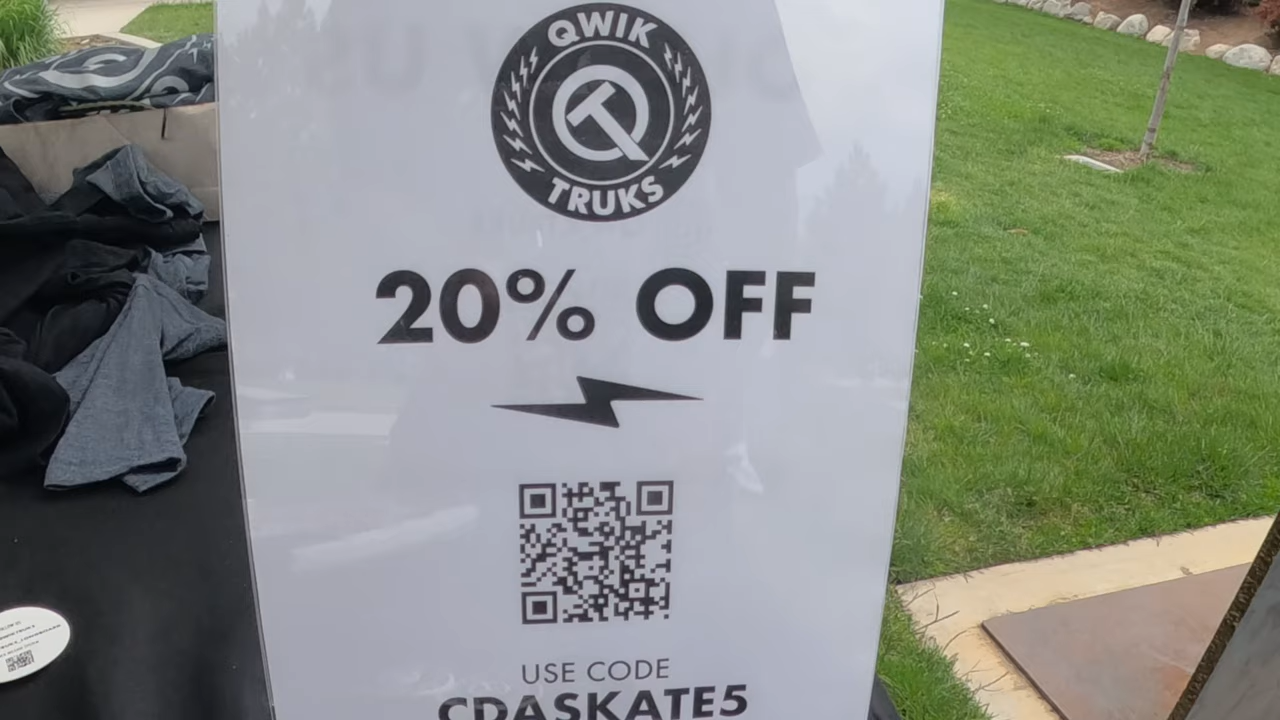 QWIK
TRUKS
20% OFF
USE CODE
CDASKATE5